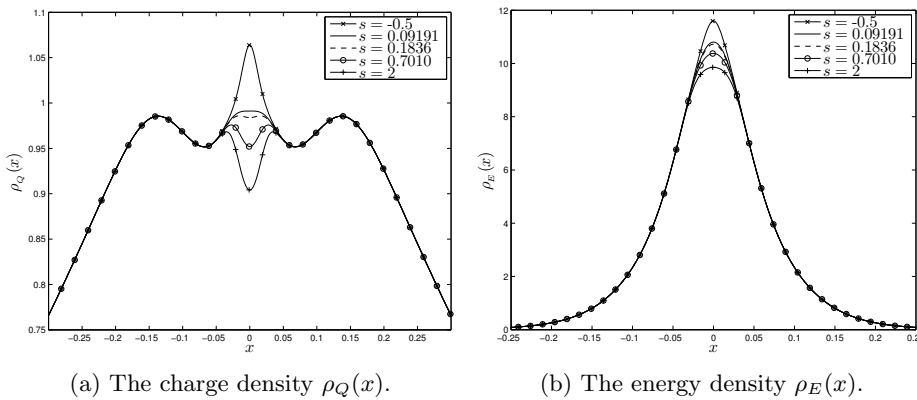 1.1
1.05
1
0.95
0.9
0.85
0.8
0.75
ρ_Q(x)
−0.25 −0.2 −0.15 −0.1 −0.05 0 0.05 0.1 0.15 0.2 0.25
x
s = -0.5
s = 0.09191
s = 0.1836
s = 0.7010
s = 2
(a) The charge density ρ_Q(x).
12
10
8
6
4
2
0
ρ_E(x)
−0.25 −0.2 −0.15 −0.1 −0.05 0 0.05 0.1 0.15 0.2 0.25
x
s = -0.5
s = 0.09191
s = 0.1836
s = 0.7010
s = 2
(b) The energy density ρ_E(x).